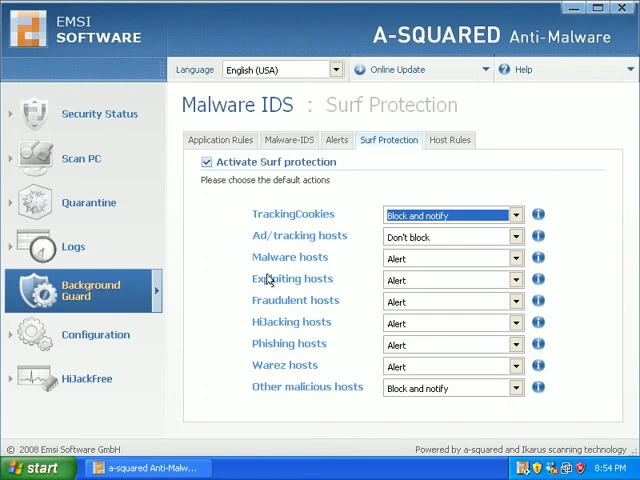 EMSI
SOFTWARE
A-SQUARED Anti-Malware
Language English (USA) Online Update Help
Malware IDS : Surf Protection
Security Status
Scan PC
Quarantine
Logs
Background
Guard
Configuration
HiJackFree
Application Rules Malware-IDS Alerts Surf Protection Host Rules
Activate Surf protection
Please choose the default actions
TrackingCookies Block and notify
Ad/tracking hosts Don't block
Malware hosts Alert
Exploiting hosts Alert
Fraudulent hosts Alert
HiJacking hosts Alert
Phishing hosts Alert
Warez hosts Alert
Other malicious hosts Block and notify
© 2008 Emsi Software GmbH Powered by a-squared and Ikarus scanning technology
start a-squared Anti-Malw... 8:54 PM